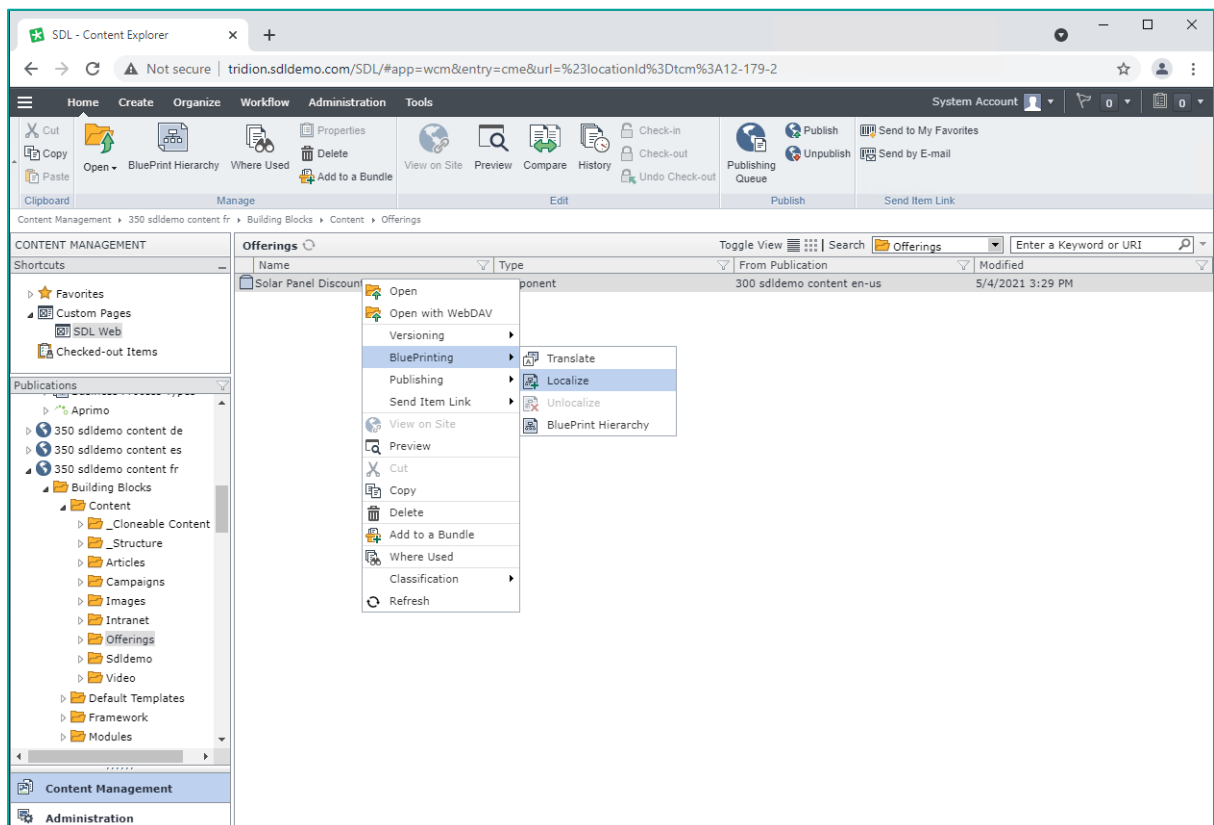 SDL - Content Explorer
Not secure | tridion.sdldemo.com/SDL/#app=wcm&entry=cme&url=%23locationId%3Dtcm%3A12-179-2
Home Create Organize Workflow Administration Tools System Account 0 0
Cut Copy Paste
Clipboard
Open BluePrint Hierarchy Where Used Properties Delete Add to a Bundle
Manage
View on Site Preview Compare History Check-in Check-out Undo Check-out
Edit
Publishing Queue Publish Unpublish
Publish
Send to My Favorites Send by E-mail
Send Item Link
Content Management 350 sdldemo content fr Building Blocks Content Offerings
CONTENT MANAGEMENT
Shortcuts
Favorites
Custom Pages
SDL Web
Checked-out Items
Publications
Aprimo
350 sdldemo content de
350 sdldemo content es
350 sdldemo content fr
Building Blocks
Content
_Cloneable Content
_Structure
Articles
Campaigns
Images
Intranet
Offerings
Sdldemo
Video
Default Templates
Framework
Modules
Content Management
Administration
Offerings Toggle View | Search Offerings Enter a Keyword or URI
Name Type From Publication Modified
Solar Panel Discoun ponent 300 sdldemo content en-us 5/4/2021 3:29 PM
Open
Open with WebDAV
Versioning
BluePrinting
Publishing
Send Item Link
View on Site
Preview
Cut
Copy
Delete
Add to a Bundle
Where Used
Classification
Refresh
Translate
Localize
Unlocalize
BluePrint Hierarchy